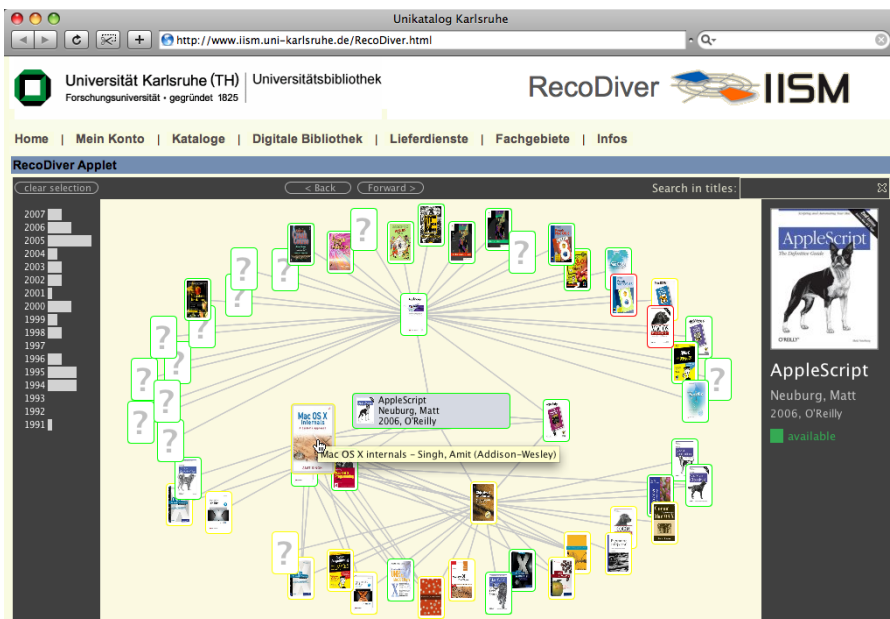 Unikatalog Karlsruhe
http://www.iism.uni-karlsruhe.de/RecoDiver.html
Universität Karlsruhe (TH)
Forschungsuniversität · gegründet 1825
Universitätsbibliothek
RecoDiver
IISM
Home | Mein Konto | Kataloge | Digitale Bibliothek | Lieferdienste | Fachgebiete | Infos
RecoDiver Applet
clear selection
< Back
Forward >
Search in titles:
2007
2006
2005
2004
2003
2002
2001
2000
1999
1998
1997
1996
1995
1994
1993
1992
1991
?
?
?
?
?
?
?
?
?
?
?
?
?
?
AppleScript
Neuburg, Matt
2006, O'Reilly
Mac OS X
Internals
Mac OS X internals - Singh, Amit (Addison-Wesley)
AppleScript
The Definitive Guide
O'REILLY
AppleScript
Neuburg, Matt
2006, O'Reilly
available